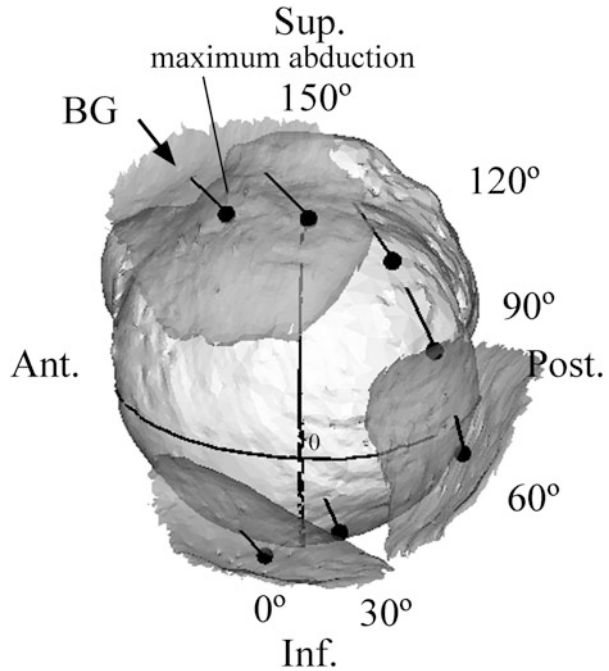 Sup.
maximum abduction
150º
BG
120º
90º
Ant.
Post.
0
60º
0º
30º
Inf.